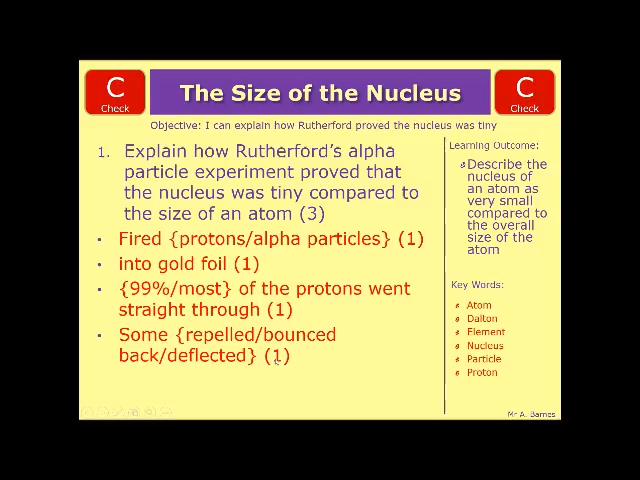 C
Check
The Size of the Nucleus
C
Check
Objective: I can explain how Rutherford proved the nucleus was tiny
1. Explain how Rutherford's alpha
particle experiment proved that
the nucleus was tiny compared to
the size of an atom (3)
• Fired {protons/alpha particles} (1)
• into gold foil (1)
• {99%/most} of the protons went
straight through (1)
• Some {repelled/bounced
back/deflected} (1)
Learning Outcome:
Describe the
nucleus of
an atom as
very small
compared to
the overall
size of the
atom
Key Words:
Atom
Dalton
Element
Nucleus
Particle
Proton
Mr A. Barnes